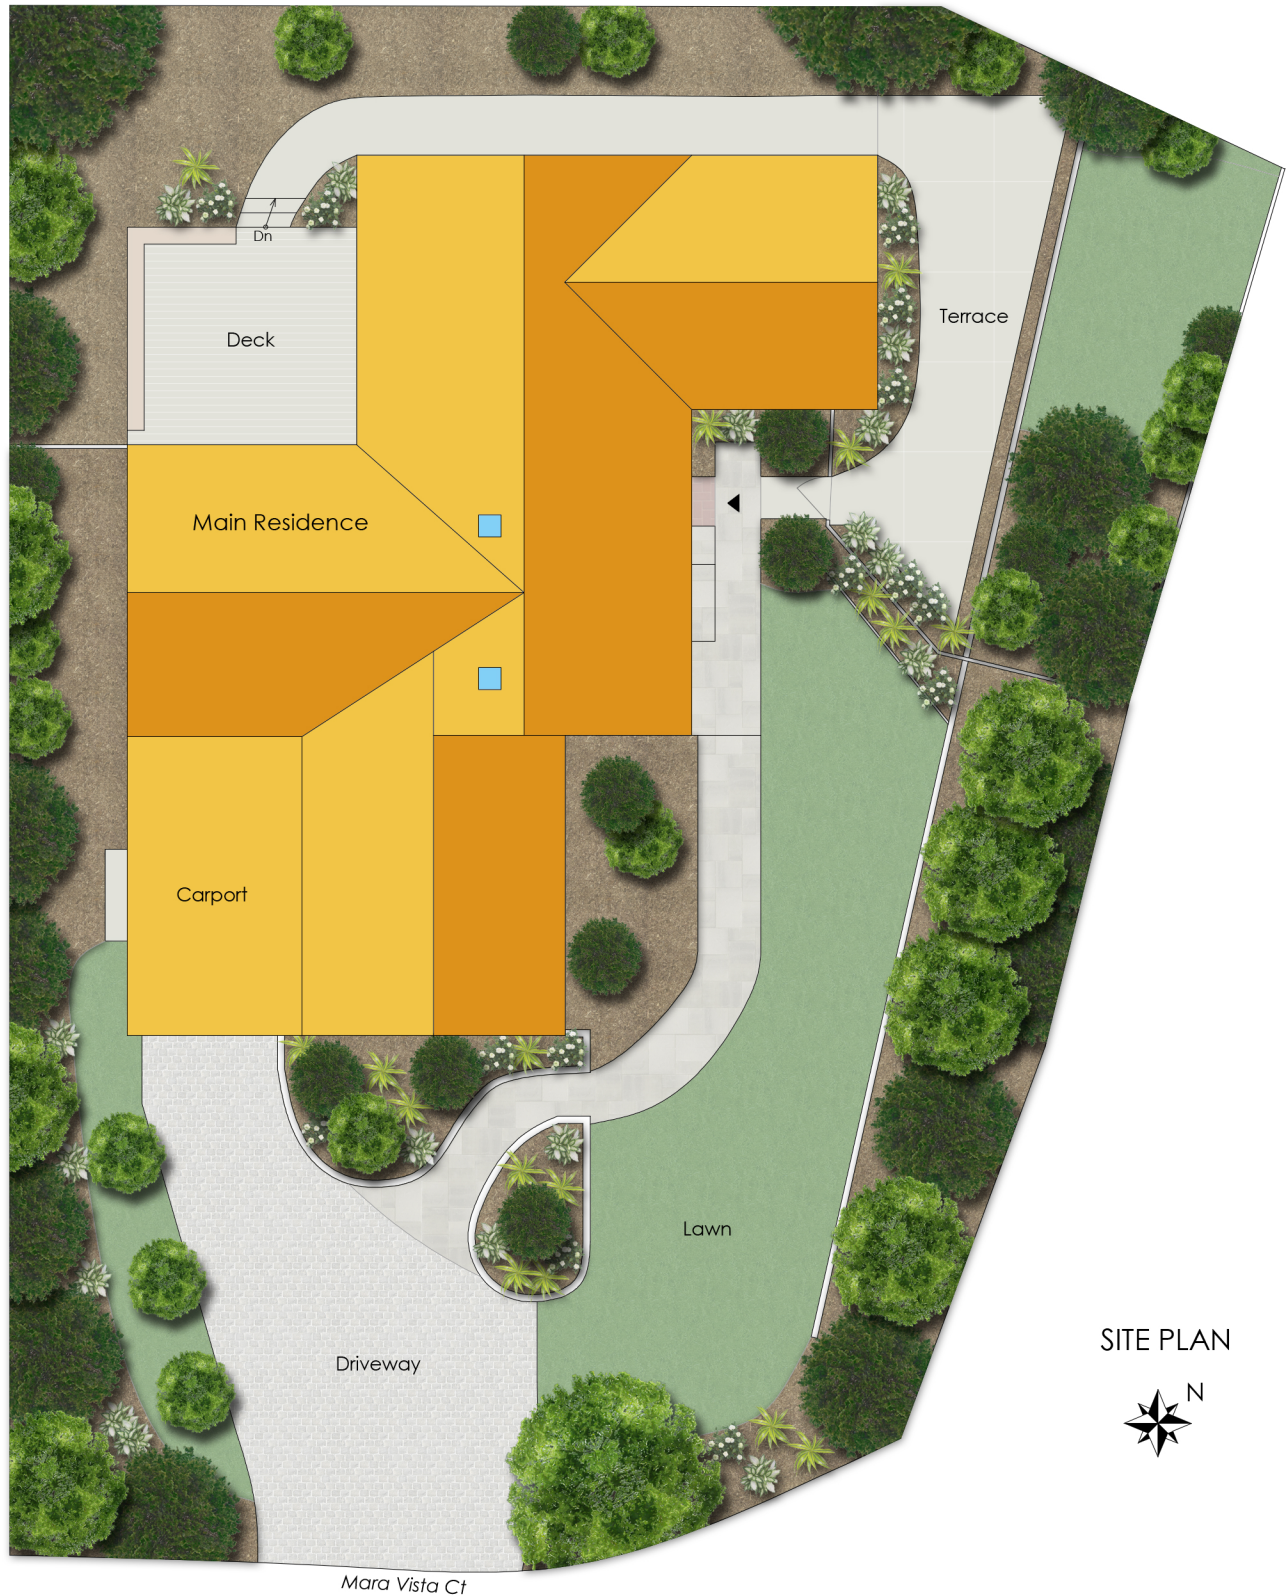 Dn
Terrace
Deck
Main Residence
Carport
Lawn
SITE PLAN
Driveway
N
Mara Vista Ct